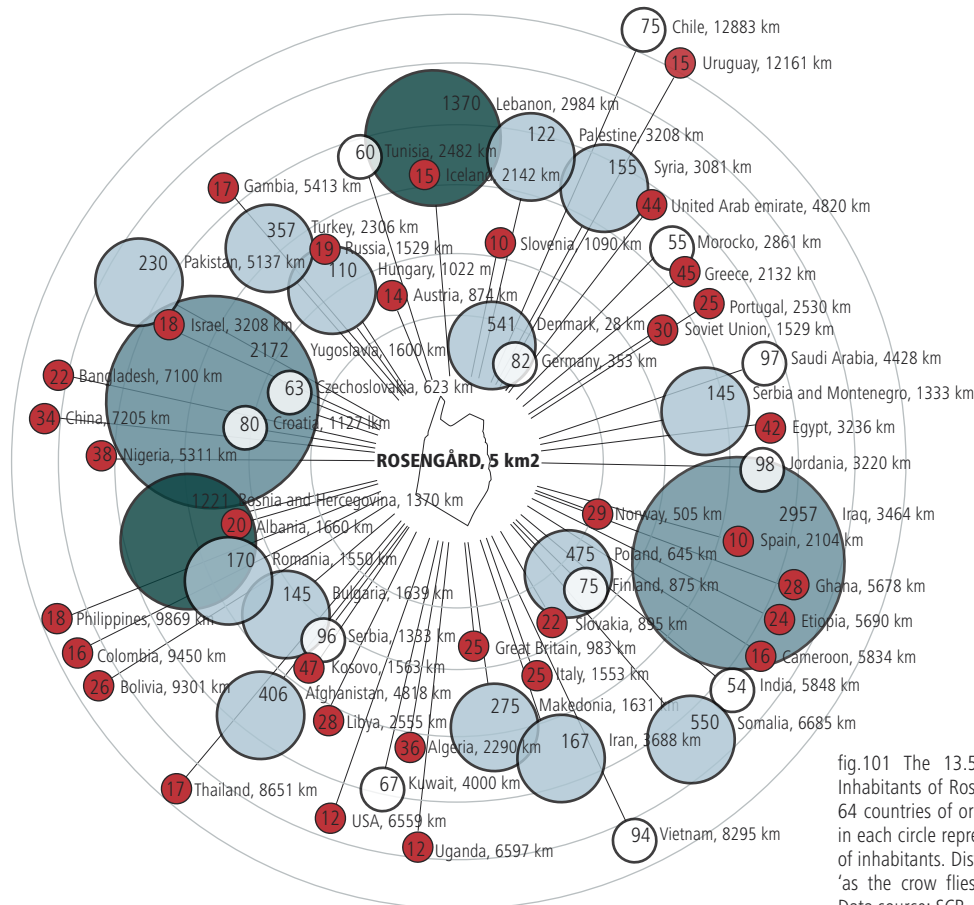 75 Chile, 12883 km
15 Uruguay, 12161 km
1370 Lebanon, 2984 km
122 Palestine, 3208 km
60 Tunisia, 2482 km
155 Syria, 3081 km
15 Iceland, 2142 km
17 Gambia, 5413 km
44 United Arab emirate, 4820 km
357 Turkey, 2306 km
19 Russia, 1529 km
10 Slovenia, 1090 km
55 Morocko, 2861 km
230 Pakistan, 5137 km
110 Hungary, 1022 m
45 Greece, 2132 km
14 Austria, 874 km
25 Portugal, 2530 km
18 Israel, 3208 km
541 Denmark, 28 km
30 Soviet Union, 1529 km
2172 Yugoslavia, 1600 km
82 Germany, 353 km
97 Saudi Arabia, 4428 km
22 Bangladesh, 7100 km
63 Czechoslovakia, 623 km
145 Serbia and Montenegro, 1333 km
34 China, 7205 km
80 Croatia, 1127 lkm
42 Egypt, 3236 km
38 Nigeria, 5311 km
ROSENGÅRD, 5 km2
98 Jordania, 3220 km
1221 Bosnia and Hercegovina, 1370 km
29 Norway, 505 km
2957 Iraq, 3464 km
20 Albania, 1660 km
10 Spain, 2104 km
170 Romania, 1550 km
475 Poland, 645 km
75 Finland, 875 km
28 Ghana, 5678 km
145 Bulgaria, 1639 km
18 Philippines, 9869 km
22 Slovakia, 895 km
24 Etiopia, 5690 km
96 Serbia, 1333 km
25 Great Britain, 983 km
16 Colombia, 9450 km
16 Cameroon, 5834 km
47 Kosovo, 1563 km
25 Italy, 1553 km
26 Bolivia, 9301 km
54 India, 5848 km
406 Afghanistan, 4818 km
275 Makedonia, 1631 km
28 Libya, 2555 km
550 Somalia, 6685 km
36 Algeria, 2290 km
167 Iran, 3688 km
67 Kuwait, 4000 km
17 Thailand, 8651 km
12 USA, 6559 km
94 Vietnam, 8295 km
12 Uganda, 6597 km
fig.101 The 13.5
Inhabitants of Ros
64 countries of or
in each circle repre
of inhabitants. Dis
'as the crow flies
Data source: SCB